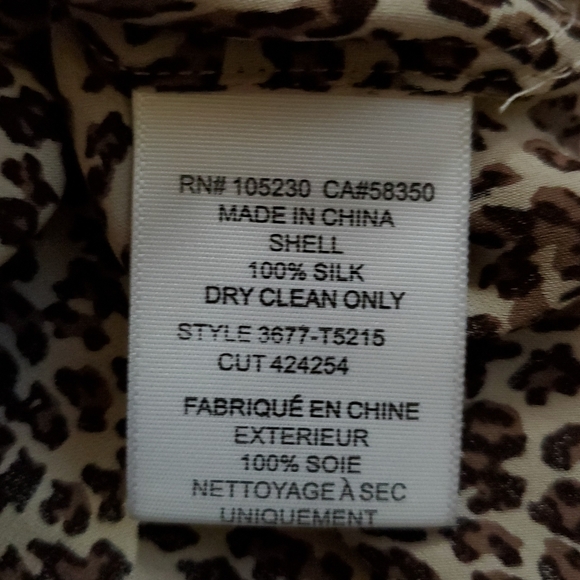 RN# 105230 CA#58350
MADE IN CHINA
SHELL
100% SILK
DRY CLEAN ONLY
STYLE 3677-T5215
CUT 424254
FABRIQUÉ EN CHINE
EXTERIEUR
100% SOIE
NETTOYAGE À SEC
UNIQUEMENT